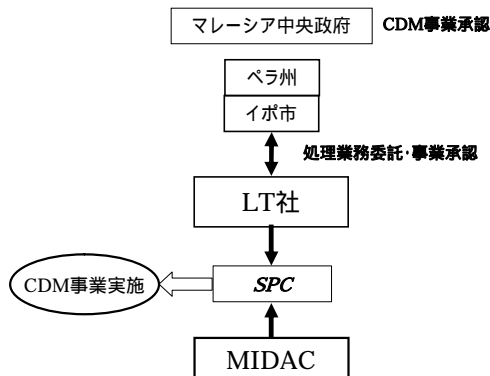 マレーシア中央政府 CDM事業承認
ペラ州
イポ市
処理業務委託・事業承認
LT社
CDM事業実施 SPC
MIDAC